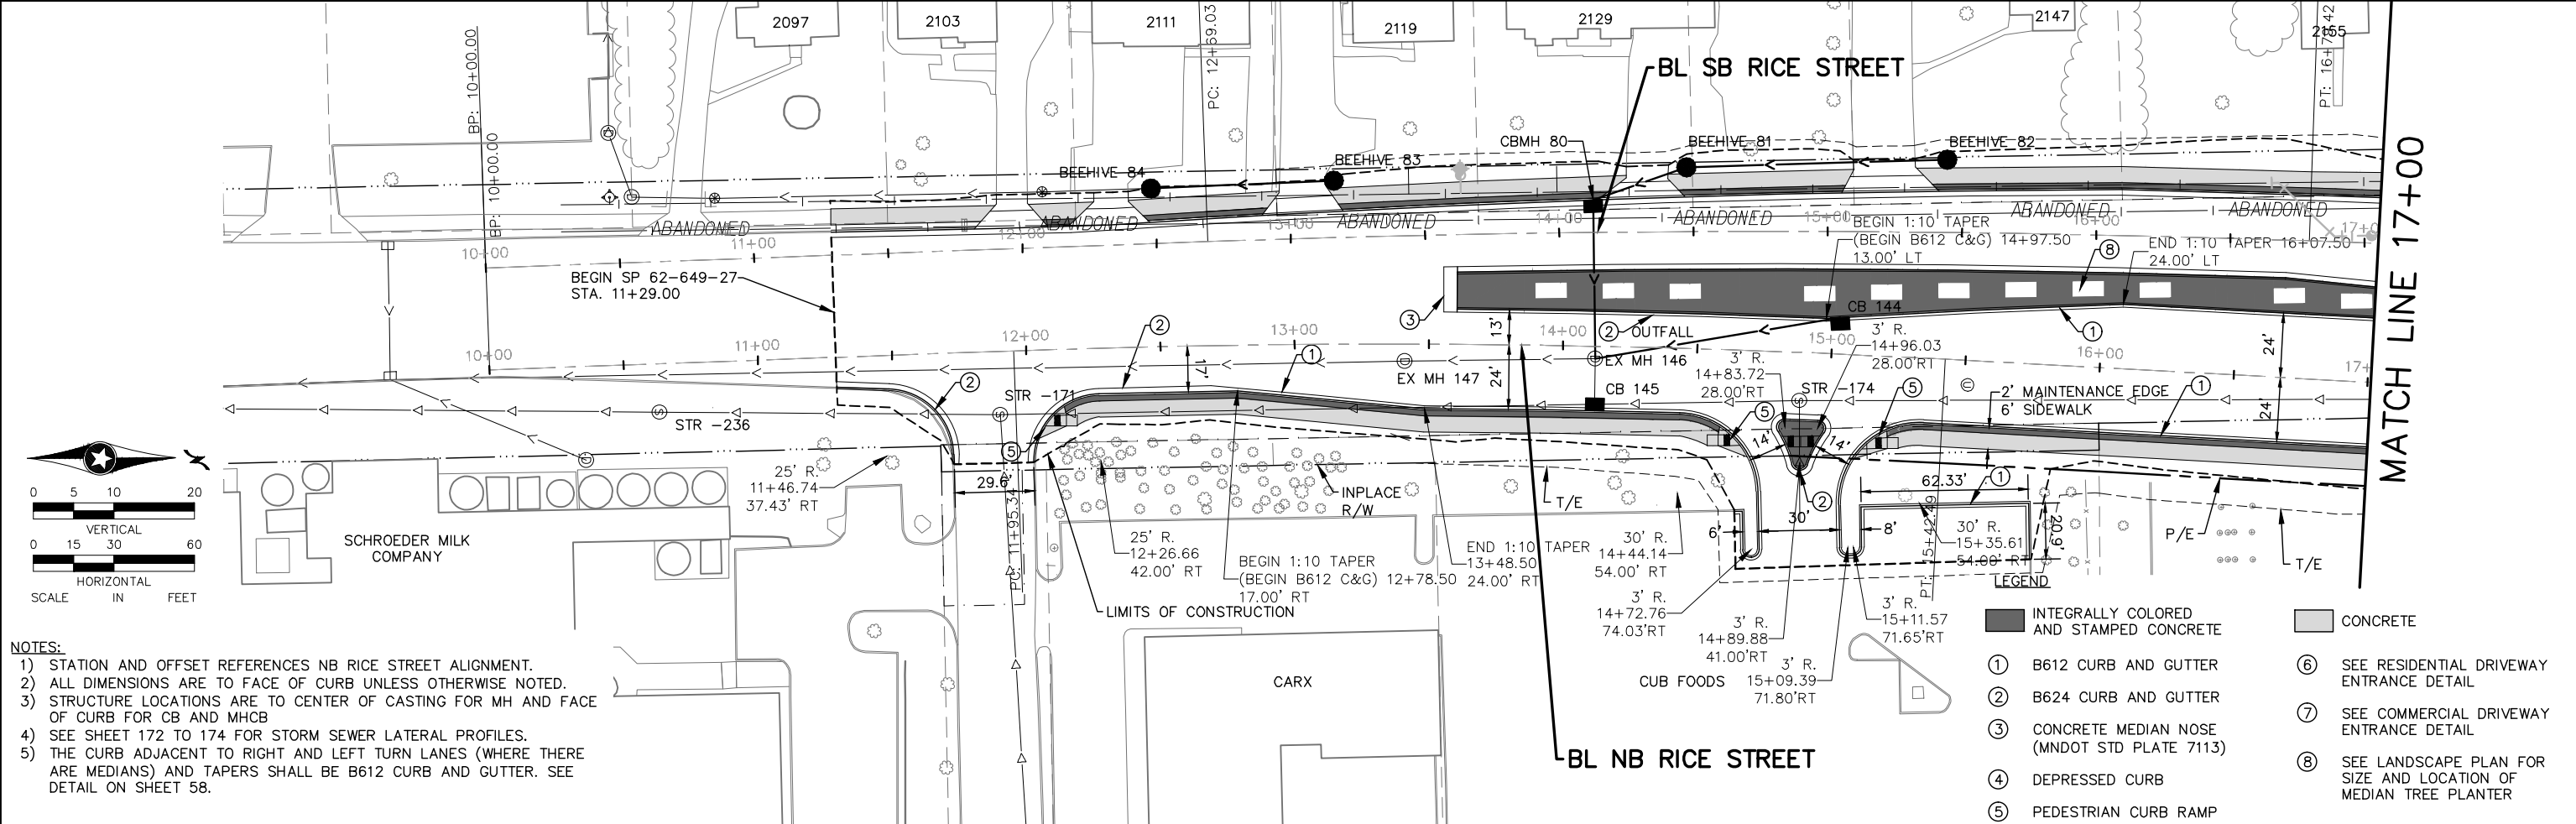 2097
2103
2111
2119
2129
2147
2155
BP: 10+00.00
BP: 10+00.00
PC: 12+69.03
PT: 16+78.42
BL SB RICE STREET
CBMH 80
BEEHIVE 81
BEEHIVE 82
BEEHIVE 83
BEEHIVE 84
ABANDONED
ABANDONED
ABANDONED
ABANDONED
ABANDONED
ABANDONED
10+00
11+00
12+00
13+00
14+00
15+00
16+00
17+0
BEGIN 1:10 TAPER
(BEGIN B612 C&G) 14+97.50
13.00' LT
END 1:10 TAPER 16+07.50
24.00' LT
8
MATCH LINE 17+00
BEGIN SP 62-649-27
STA. 11+29.00
3
2
OUTFALL
CB 144
1
13'
24'
17'
10+00
11+00
12+00
13+00
14+00
15+00
16+00
17+
2
1
2
EX MH 146
EX MH 147
CB 145
3' R.
14+83.72
28.00'RT
3' R.
14+96.03
28.00'RT
STR -174
5
5
5
2' MAINTENANCE EDGE
6' SIDEWALK
1
24'
24'
STR -171
STR -236
14'
14'
2
29.6'
PC: 11+95.34
25' R.
11+46.74
37.43' RT
INPLACE
R/W
T/E
62.33'
1
30'
6'
8'
20.9'
PT: 15+42.49
P/E
T/E
0 5 10 20
VERTICAL
0 15 30 60
HORIZONTAL
SCALE IN FEET
SCHROEDER MILK
COMPANY
25' R.
12+26.66
42.00' RT
BEGIN 1:10 TAPER
(BEGIN B612 C&G) 12+78.50
17.00' RT
END 1:10 TAPER
13+48.50
24.00' RT
30' R.
14+44.14
54.00' RT
30' R.
15+35.61
54.00' RT
LIMITS OF CONSTRUCTION
3' R.
14+72.76
74.03'RT
3' R.
14+89.88
41.00'RT
3' R.
15+11.57
71.65'RT
3' R.
15+09.39
71.80'RT
CUB FOODS
CARX
BL NB RICE STREET
NOTES:
1) STATION AND OFFSET REFERENCES NB RICE STREET ALIGNMENT.
2) ALL DIMENSIONS ARE TO FACE OF CURB UNLESS OTHERWISE NOTED.
3) STRUCTURE LOCATIONS ARE TO CENTER OF CASTING FOR MH AND FACE
OF CURB FOR CB AND MHCB
4) SEE SHEET 172 TO 174 FOR STORM SEWER LATERAL PROFILES.
5) THE CURB ADJACENT TO RIGHT AND LEFT TURN LANES (WHERE THERE
ARE MEDIANS) AND TAPERS SHALL BE B612 CURB AND GUTTER. SEE
DETAIL ON SHEET 58.
LEGEND
INTEGRALLY COLORED
AND STAMPED CONCRETE
1 B612 CURB AND GUTTER
2 B624 CURB AND GUTTER
3 CONCRETE MEDIAN NOSE
(MNDOT STD PLATE 7113)
4 DEPRESSED CURB
5 PEDESTRIAN CURB RAMP
CONCRETE
6 SEE RESIDENTIAL DRIVEWAY
ENTRANCE DETAIL
7 SEE COMMERCIAL DRIVEWAY
ENTRANCE DETAIL
8 SEE LANDSCAPE PLAN FOR
SIZE AND LOCATION OF
MEDIAN TREE PLANTER